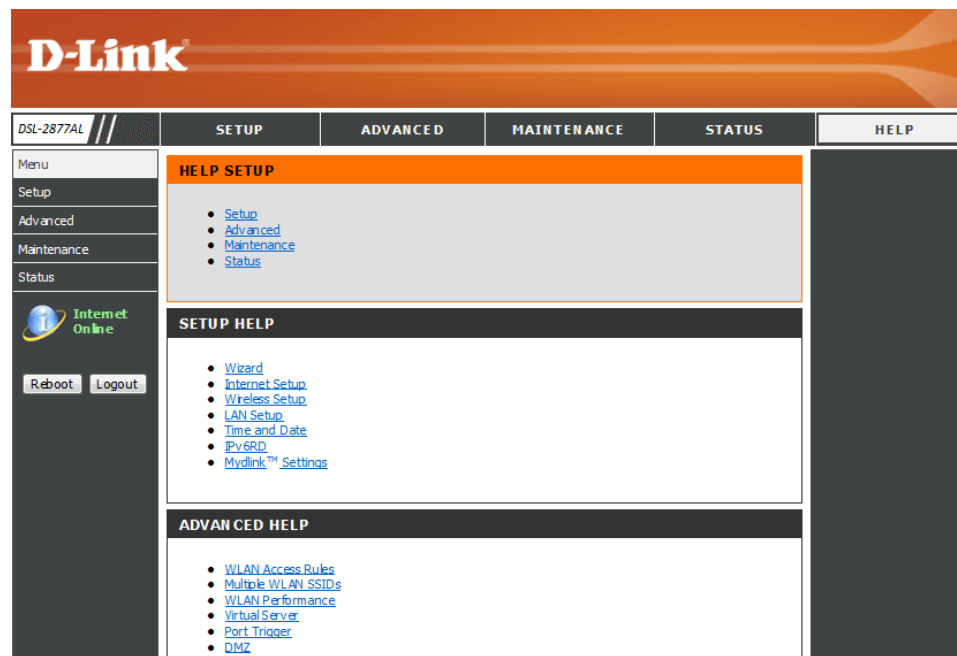 D-Link®
DSL-2877AL
SETUP
ADVANCED
MAINTENANCE
STATUS
HELP
Menu
Setup
Advanced
Maintenance
Status
Internet
Online
Reboot
Logout
HELP SETUP
Setup
Advanced
Maintenance
Status
SETUP HELP
Wizard
Internet Setup
Wireless Setup
LAN Setup
Time and Date
IPv6RD
Mydlink™ Settings
ADVANCED HELP
WLAN Access Rules
Multiple WLAN SSIDs
WLAN Performance
Virtual Server
Port Trigger
DMZ